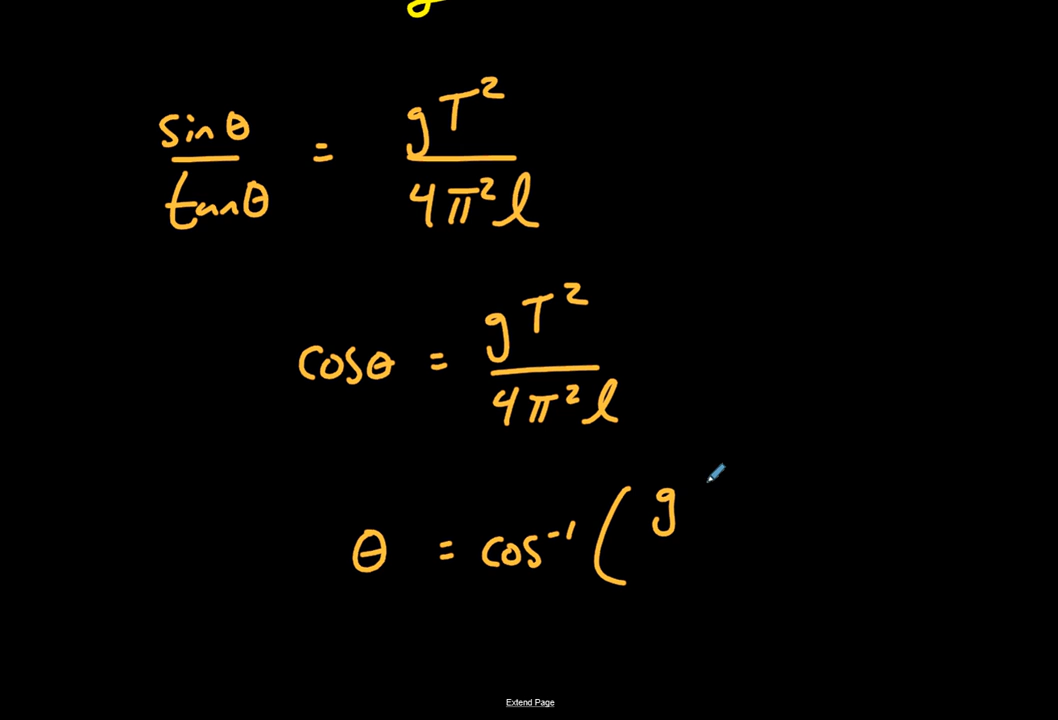 sinθ/tanθ = gT²/4π²l
cosθ = gT²/4π²l
θ = cos⁻¹ ( g
Extend Page